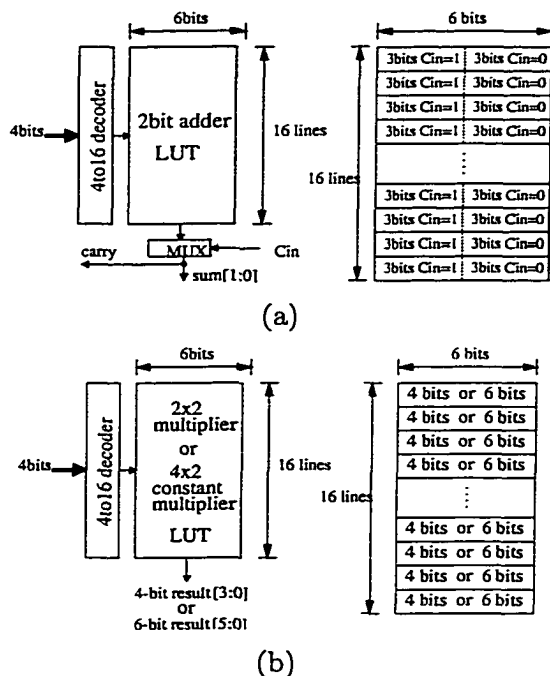 6bits
4bits
4to16 decoder
2bit adder
LUT
16 lines
carry
MUX
Cin
sum[1:0]
6 bits
16 lines
3bits Cin=1 3bits Cin=0
3bits Cin=1 3bits Cin=0
3bits Cin=1 3bits Cin=0
3bits Cin=1 3bits Cin=0
3bits Cin=1 3bits Cin=0
3bits Cin=1 3bits Cin=0
3bits Cin=1 3bits Cin=0
3bits Cin=1 3bits Cin=0
(a)
6bits
4bits
4to16 decoder
2x2
multiplier
or
4x2
constant
multiplier
LUT
16 lines
4-bit result[3:0]
or
6-bit result[5:0]
6 bits
16 lines
4 bits or 6 bits
4 bits or 6 bits
4 bits or 6 bits
4 bits or 6 bits
4 bits or 6 bits
4 bits or 6 bits
4 bits or 6 bits
4 bits or 6 bits
(b)